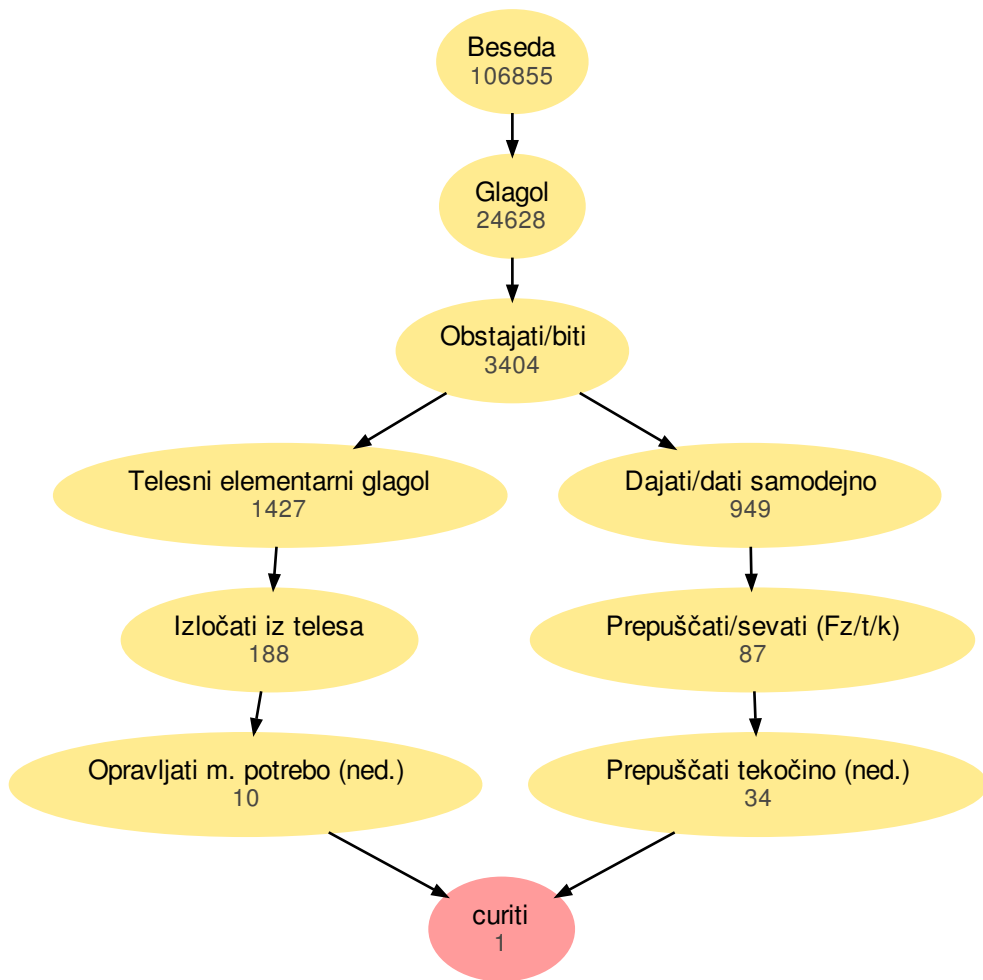 Beseda
106855
Glagol
24628
Obstajati/biti
3404
Telesni elementarni glagol
1427
Dajati/dati samodejno
949
Izločati iz telesa
188
Prepuščati/sevati (Fz/t/k)
87
Opravljati m. potrebo (ned.)
10
Prepuščati tekočino (ned.)
34
curiti
1